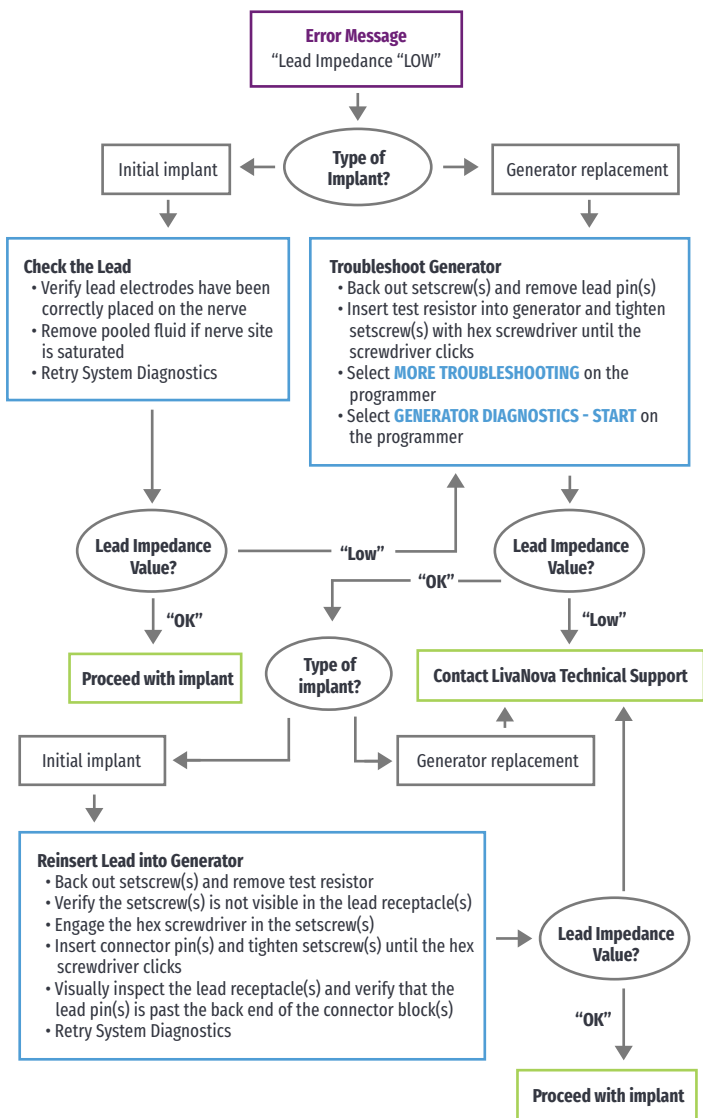 Error Message
“Lead Impedance “LOW”
Type of
Implant?
Initial implant
Generator replacement
Check the Lead
• Verify lead electrodes have been
correctly placed on the nerve
• Remove pooled fluid if nerve site
is saturated
• Retry System Diagnostics
Troubleshoot Generator
• Back out setscrew(s) and remove lead pin(s)
• Insert test resistor into generator and tighten
setscrew(s) with hex screwdriver until the
screwdriver clicks
• Select MORE TROUBLESHOOTING on the
programmer
• Select GENERATOR DIAGNOSTICS - START on
the programmer
Lead Impedance
Value?
“Low”
Lead Impedance
Value?
“OK”
“OK”
“Low”
Proceed with implant
Type of
implant?
Contact LivaNova Technical Support
Initial implant
Generator replacement
Reinsert Lead into Generator
• Back out setscrew(s) and remove test resistor
• Verify the setscrew(s) is not visible in the lead receptacle(s)
• Engage the hex screwdriver in the setscrew(s)
• Insert connector pin(s) and tighten setscrew(s) until the hex
screwdriver clicks
• Visually inspect the lead receptacle(s) and verify that the
lead pin(s) is past the back end of the connector block(s)
• Retry System Diagnostics
Lead Impedance
Value?
“OK”
Proceed with implant